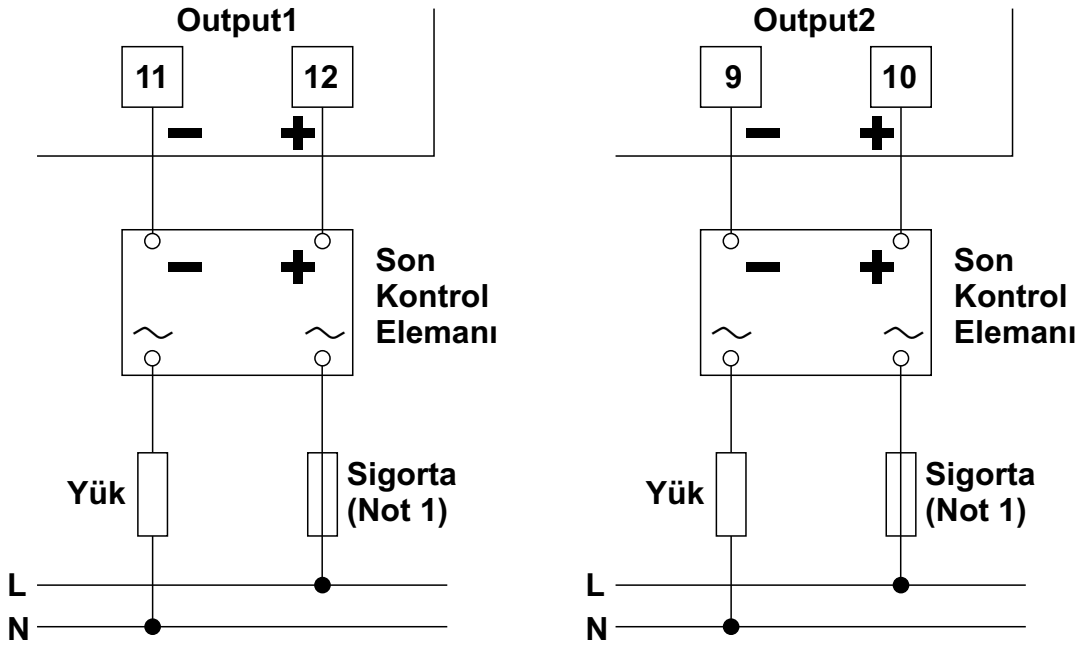 Output1
11
12
Son
Kontrol
Elemanı
Yük
Sigorta
(Not 1)
L
N
Output2
9
10
Son
Kontrol
Elemanı
Yük
Sigorta
(Not 1)
L
N